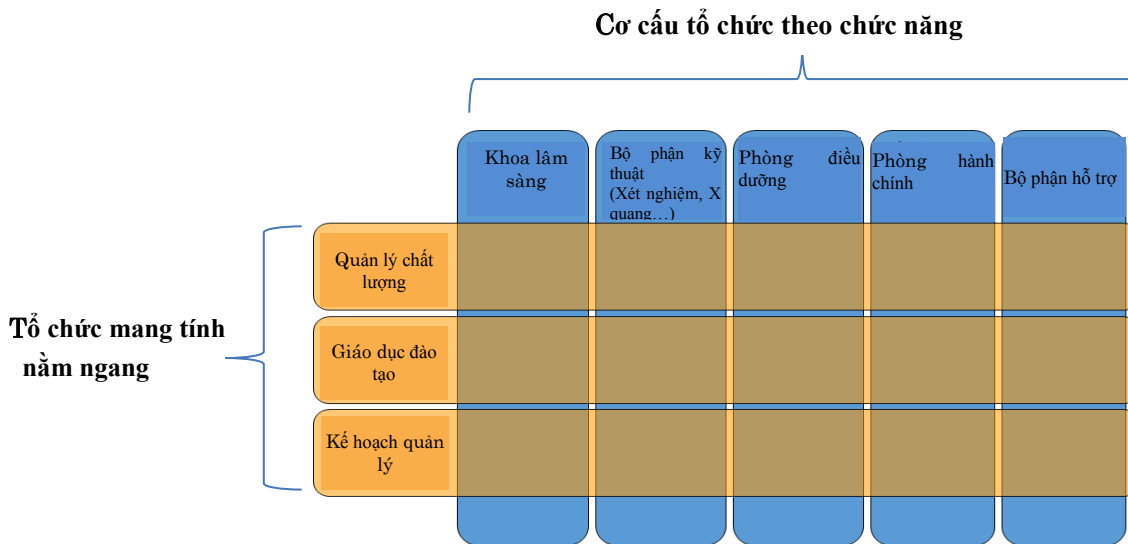 Cơ cấu tổ chức theo chức năng
Khoa lâm
sàng
Bộ phận kỹ
thuật
(Xét nghiệm, X
quang…)
Phòng điều
dưỡng
Phòng hành
chính
Bộ phận hỗ trợ
Tổ chức mang tính
nằm ngang
Quản lý chất
lượng
Giáo dục đào
tạo
Kế hoạch quản
lý